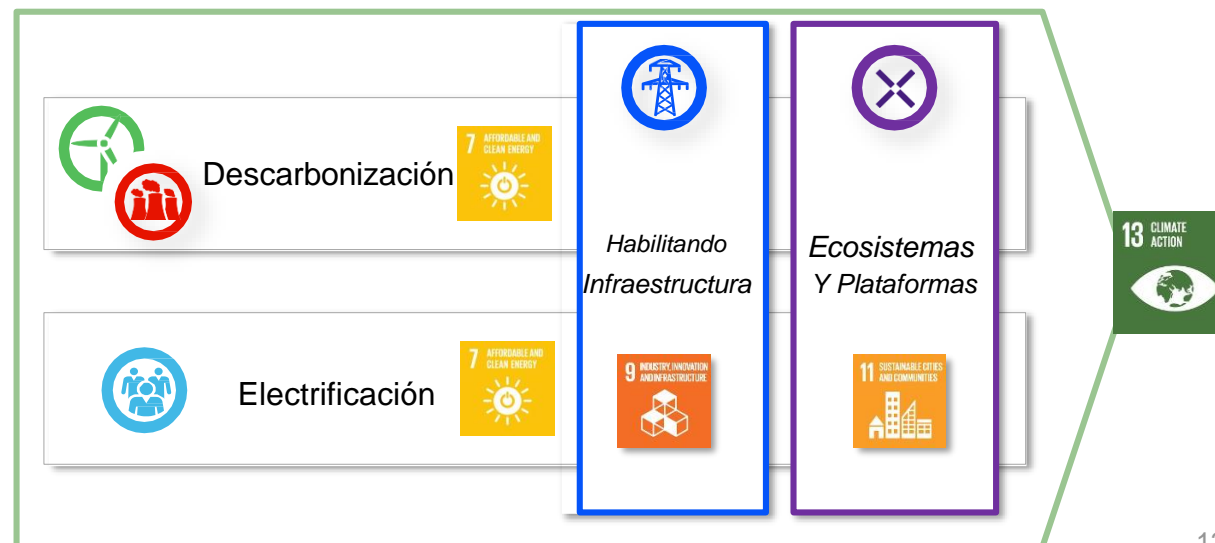 7 AFFORDABLE AND
CLEAN ENERGY
Descarbonización
Habilitando
Infraestructura
Ecosistemas
Y Plataformas
13 CLIMATE
ACTION
7 AFFORDABLE AND
CLEAN ENERGY
Electrificación
9 INDUSTRY, INNOVATION
AND INFRASTRUCTURE
11 SUSTAINABLE CITIES
AND COMMUNITIES